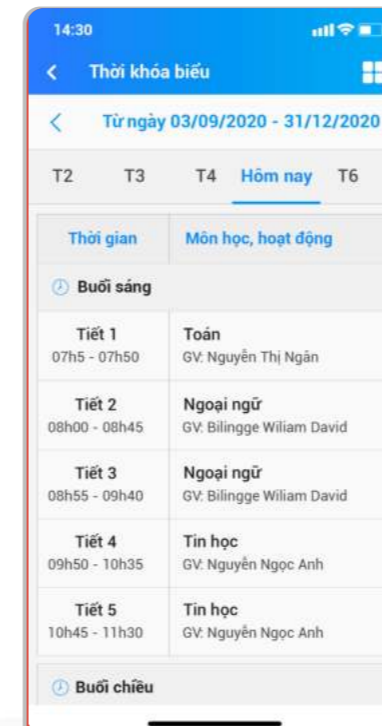 14:30
Thời khóa biểu
Từ ngày 03/09/2020 - 31/12/2020
T2 T3 T4 Hôm nay T6
Thời gian Môn học, hoạt động
Buổi sáng
Tiết 1 Toán
07h5 - 07h50 GV: Nguyễn Thị Ngân
Tiết 2 Ngoại ngữ
08h00 - 08h45 GV: Bilingge Wiliam David
Tiết 3 Ngoại ngữ
08h55 - 09h40 GV: Bilingge Wiliam David
Tiết 4 Tin học
09h50 - 10h35 GV: Nguyễn Ngọc Anh
Tiết 5 Tin học
10h45 - 11h30 GV: Nguyễn Ngọc Anh
Buổi chiều